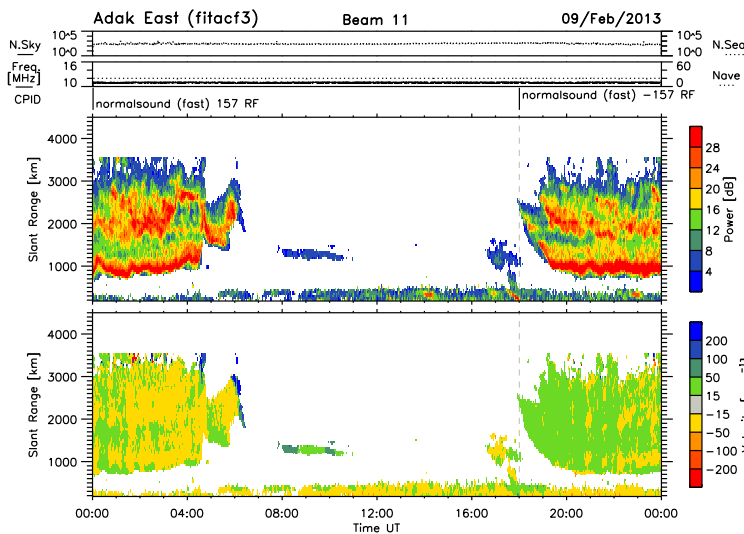 Adak East (fitacf3) Beam 11 09/Feb/2013
N.Sky 10^5 10^0 10^5 10^0 N.Sea
Freq. [MHz] 16 10 60 0 Nave
CPID normalsound (fast) 157 RF normalsound (fast) -157 RF
Slant Range [km]
4000
3000
2000
1000
Power [dB]
28
24
20
16
12
8
4
Slant Range [km]
4000
3000
2000
1000
200
100
50
15
-15
-50
-100
-200
00:00 04:00 08:00 12:00 16:00 20:00 00:00
Time UT